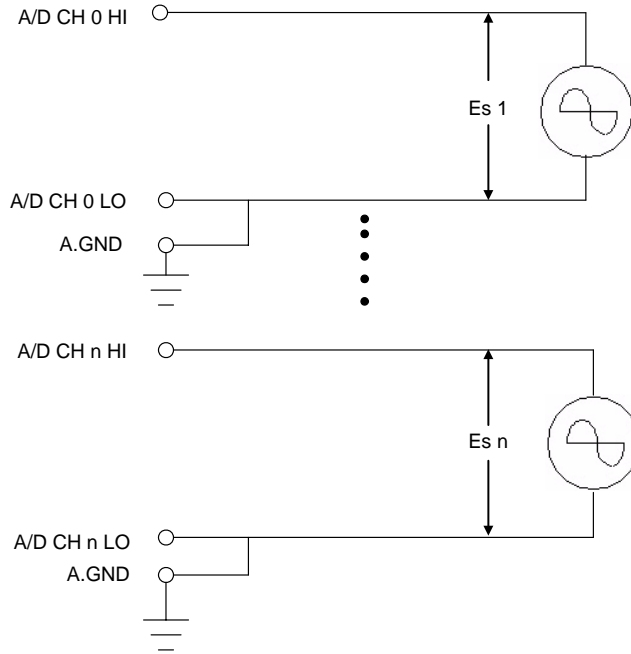 A/D CH 0 HI
Es 1
A/D CH 0 LO
A.GND
A/D CH n HI
Es n
A/D CH n LO
A.GND